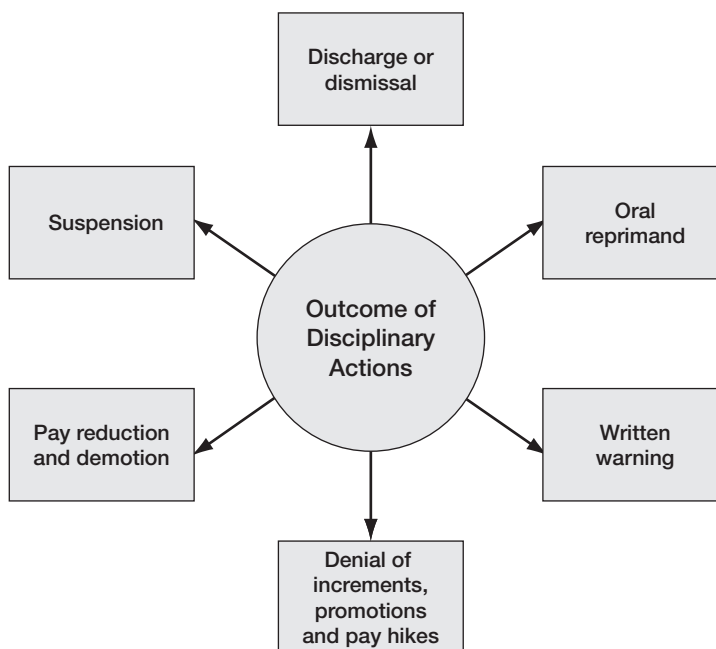 Discharge or
dismissal
Suspension
Oral
reprimand
Outcome of
Disciplinary
Actions
Pay reduction
and demotion
Written
warning
Denial of
increments,
promotions
and pay hikes